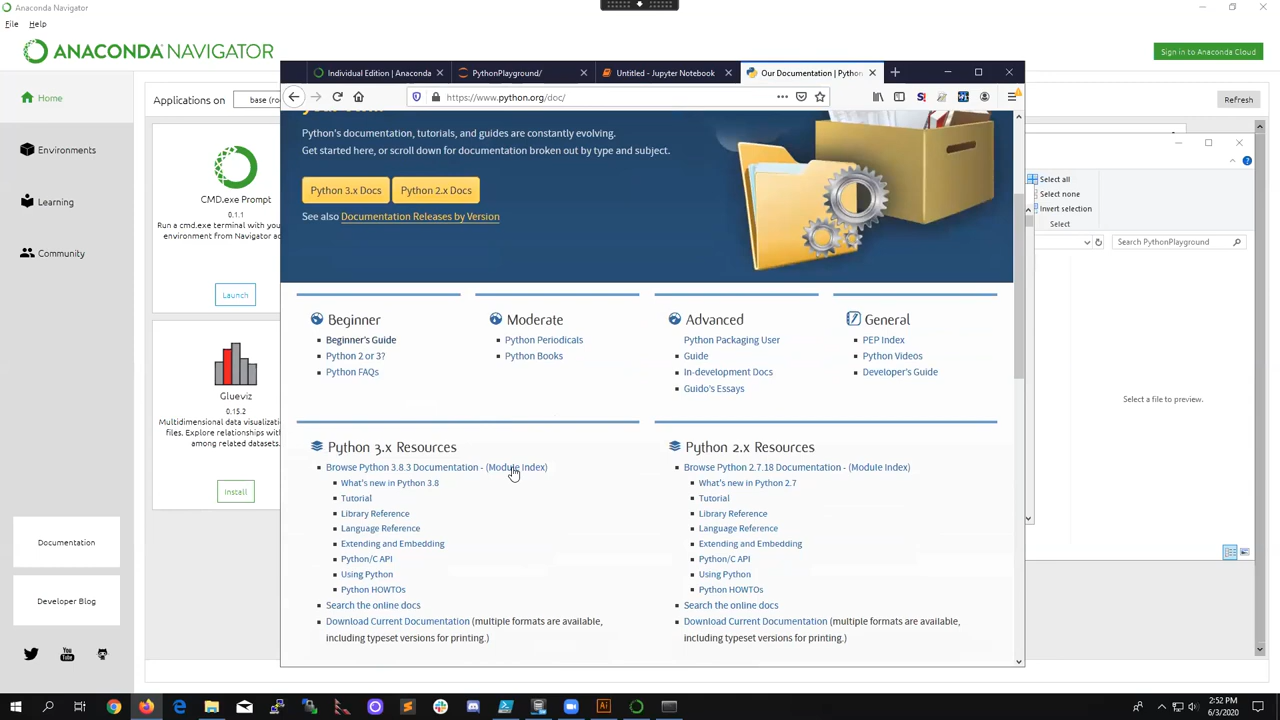 Anaconda Navigator
File Help
ANACONDA NAVIGATOR
Sign in to Anaconda Cloud
Home
Environments
Learning
Community
Documentation
Developer Blog
Applications on base (ro
Refresh
CMD.exe Prompt
0.1.1
Run a cmd.exe terminal with you
environment from Navigator ac
Launch
Glueviz
0.15.2
Multidimensional data visualizatio
files. Explore relationships with
among related datasets.
Install
Individual Edition | Anaconda
PythonPlayground/
Untitled - Jupyter Notebook
Our Documentation | Python
https://www.python.org/doc/
Python's documentation, tutorials, and guides are constantly evolving.
Get started here, or scroll down for documentation broken out by type and subject.
Python 3.x Docs
Python 2.x Docs
See also Documentation Releases by Version
Beginner
Beginner's Guide
Python 2 or 3?
Python FAQs
Moderate
Python Periodicals
Python Books
Advanced
Python Packaging User
Guide
In-development Docs
Guido's Essays
General
PEP Index
Python Videos
Developer's Guide
Python 3.x Resources
Browse Python 3.8.3 Documentation - (Module Index)
What's new in Python 3.8
Tutorial
Library Reference
Language Reference
Extending and Embedding
Python/C API
Using Python
Python HOWTOs
Search the online docs
Download Current Documentation (multiple formats are available,
including typeset versions for printing.)
Python 2.x Resources
Browse Python 2.7.18 Documentation - (Module Index)
What's new in Python 2.7
Tutorial
Library Reference
Language Reference
Extending and Embedding
Python/C API
Using Python
Python HOWTOs
Search the online docs
Download Current Documentation (multiple formats are available,
including typeset versions for printing.)
Select all
Select none
Invert selection
Select
Search PythonPlayground
Select a file to preview.
2:52 PM
6/3/2020